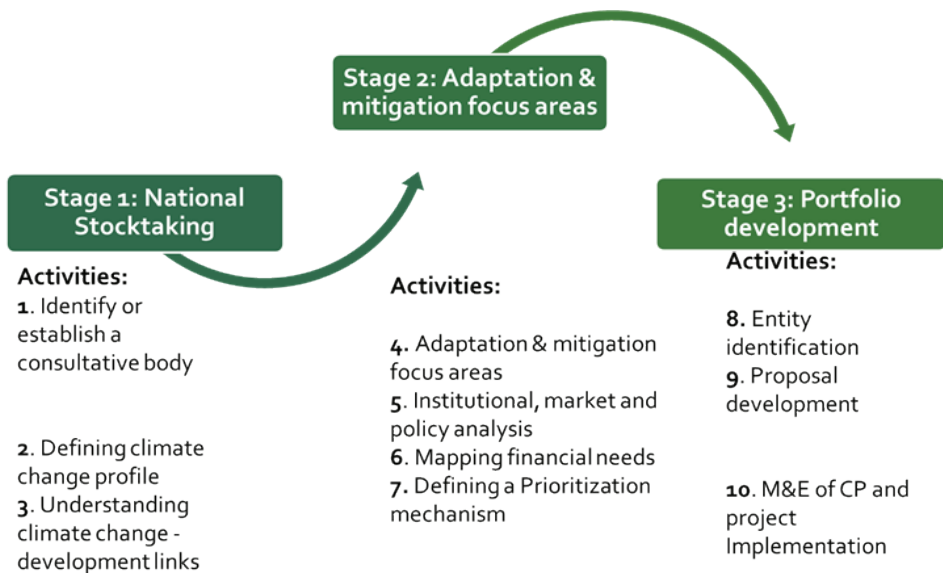 Stage 1: National
Stocktaking
Activities:
1. Identify or
establish a
consultative body
2. Defining climate
change profile
3. Understanding
climate change -
development links
Stage 2: Adaptation &
mitigation focus areas
Activities:
4. Adaptation & mitigation
focus areas
5. Institutional, market and
policy analysis
6. Mapping financial needs
7. Defining a Prioritization
mechanism
Stage 3: Portfolio
development
Activities:
8. Entity
identification
9. Proposal
development
10. M&E of CP and
project
Implementation